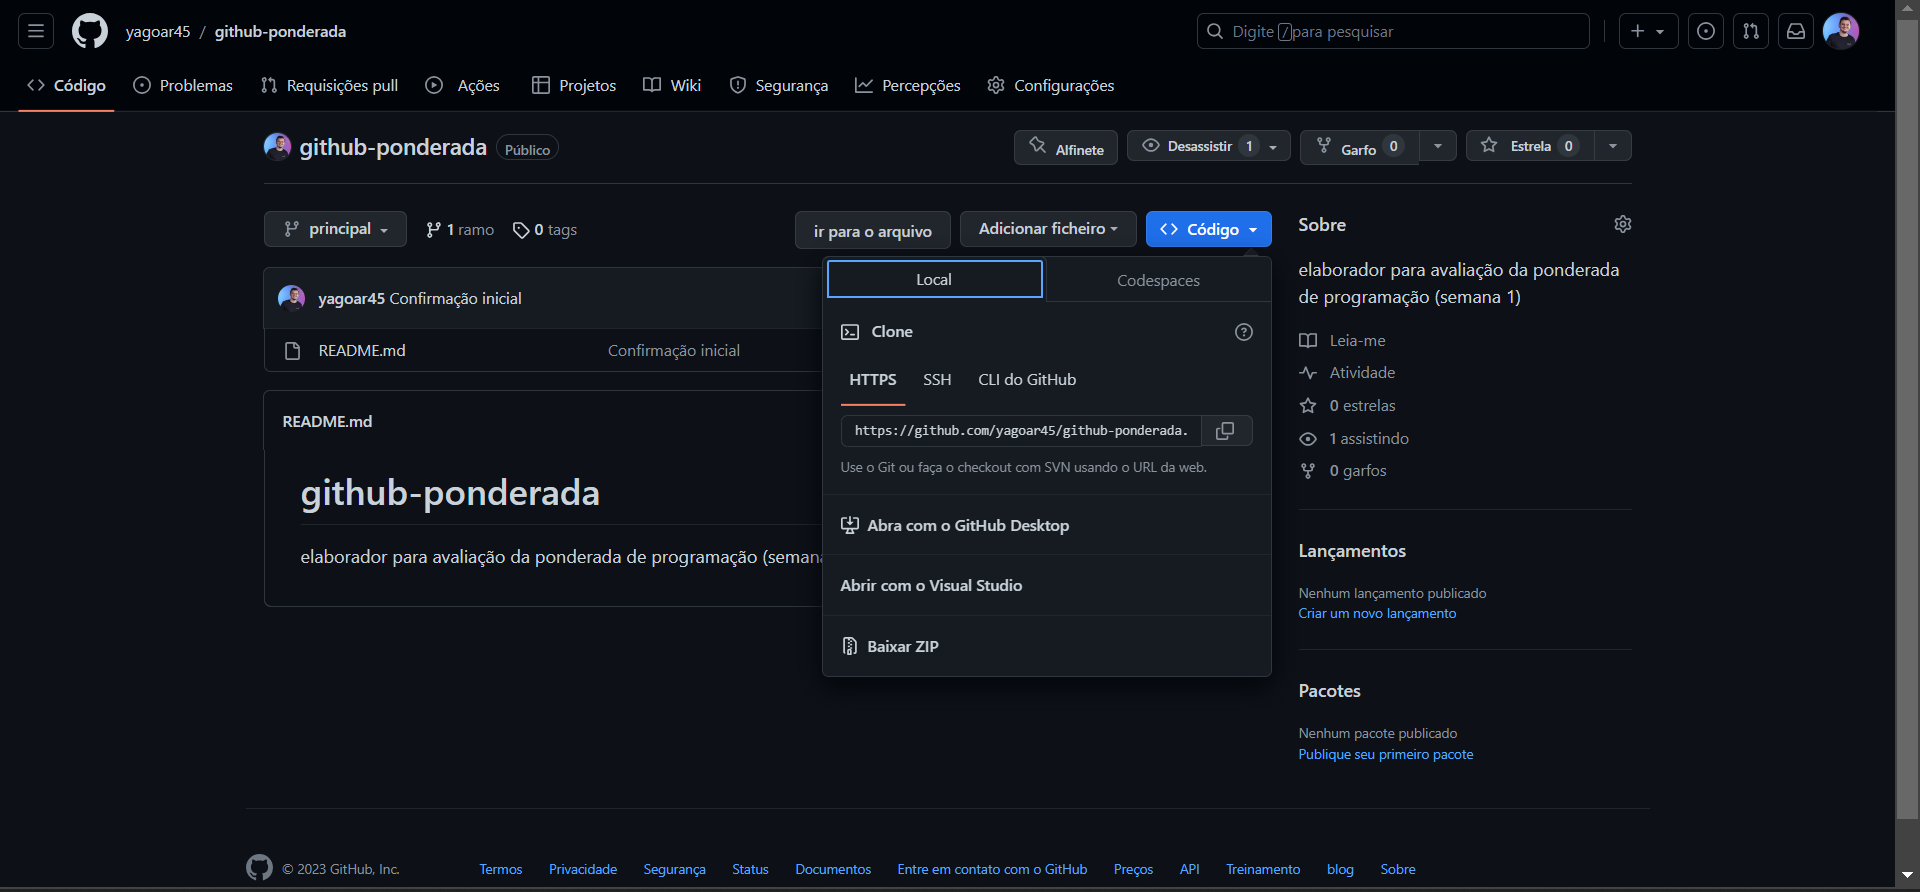 yagoar45 / github-ponderada
Digite / para pesquisar
Código Problemas Requisições pull Ações Projetos Wiki Segurança Percepções Configurações
github-ponderada Público
Alfinete Desassistir 1 Garfo 0 Estrela 0
principal 1 ramo 0 tags ir para o arquivo Adicionar ficheiro Código
yagoar45 Confirmação inicial
README.md Confirmação inicial
README.md
github-ponderada
elaborador para avaliação da ponderada de programação (semana
Local Codespaces
Clone
HTTPS SSH CLI do GitHub
https://github.com/yagoar45/github-ponderada.
Use o Git ou faça o checkout com SVN usando o URL da web.
Abra com o GitHub Desktop
Abrir com o Visual Studio
Baixar ZIP
Sobre
elaborador para avaliação da ponderada
de programação (semana 1)
Leia-me
Atividade
0 estrelas
1 assistindo
0 garfos
Lançamentos
Nenhum lançamento publicado
Criar um novo lançamento
Pacotes
Nenhum pacote publicado
Publique seu primeiro pacote
© 2023 GitHub, Inc. Termos Privacidade Segurança Status Documentos Entre em contato com o GitHub Preços API Treinamento blog Sobre